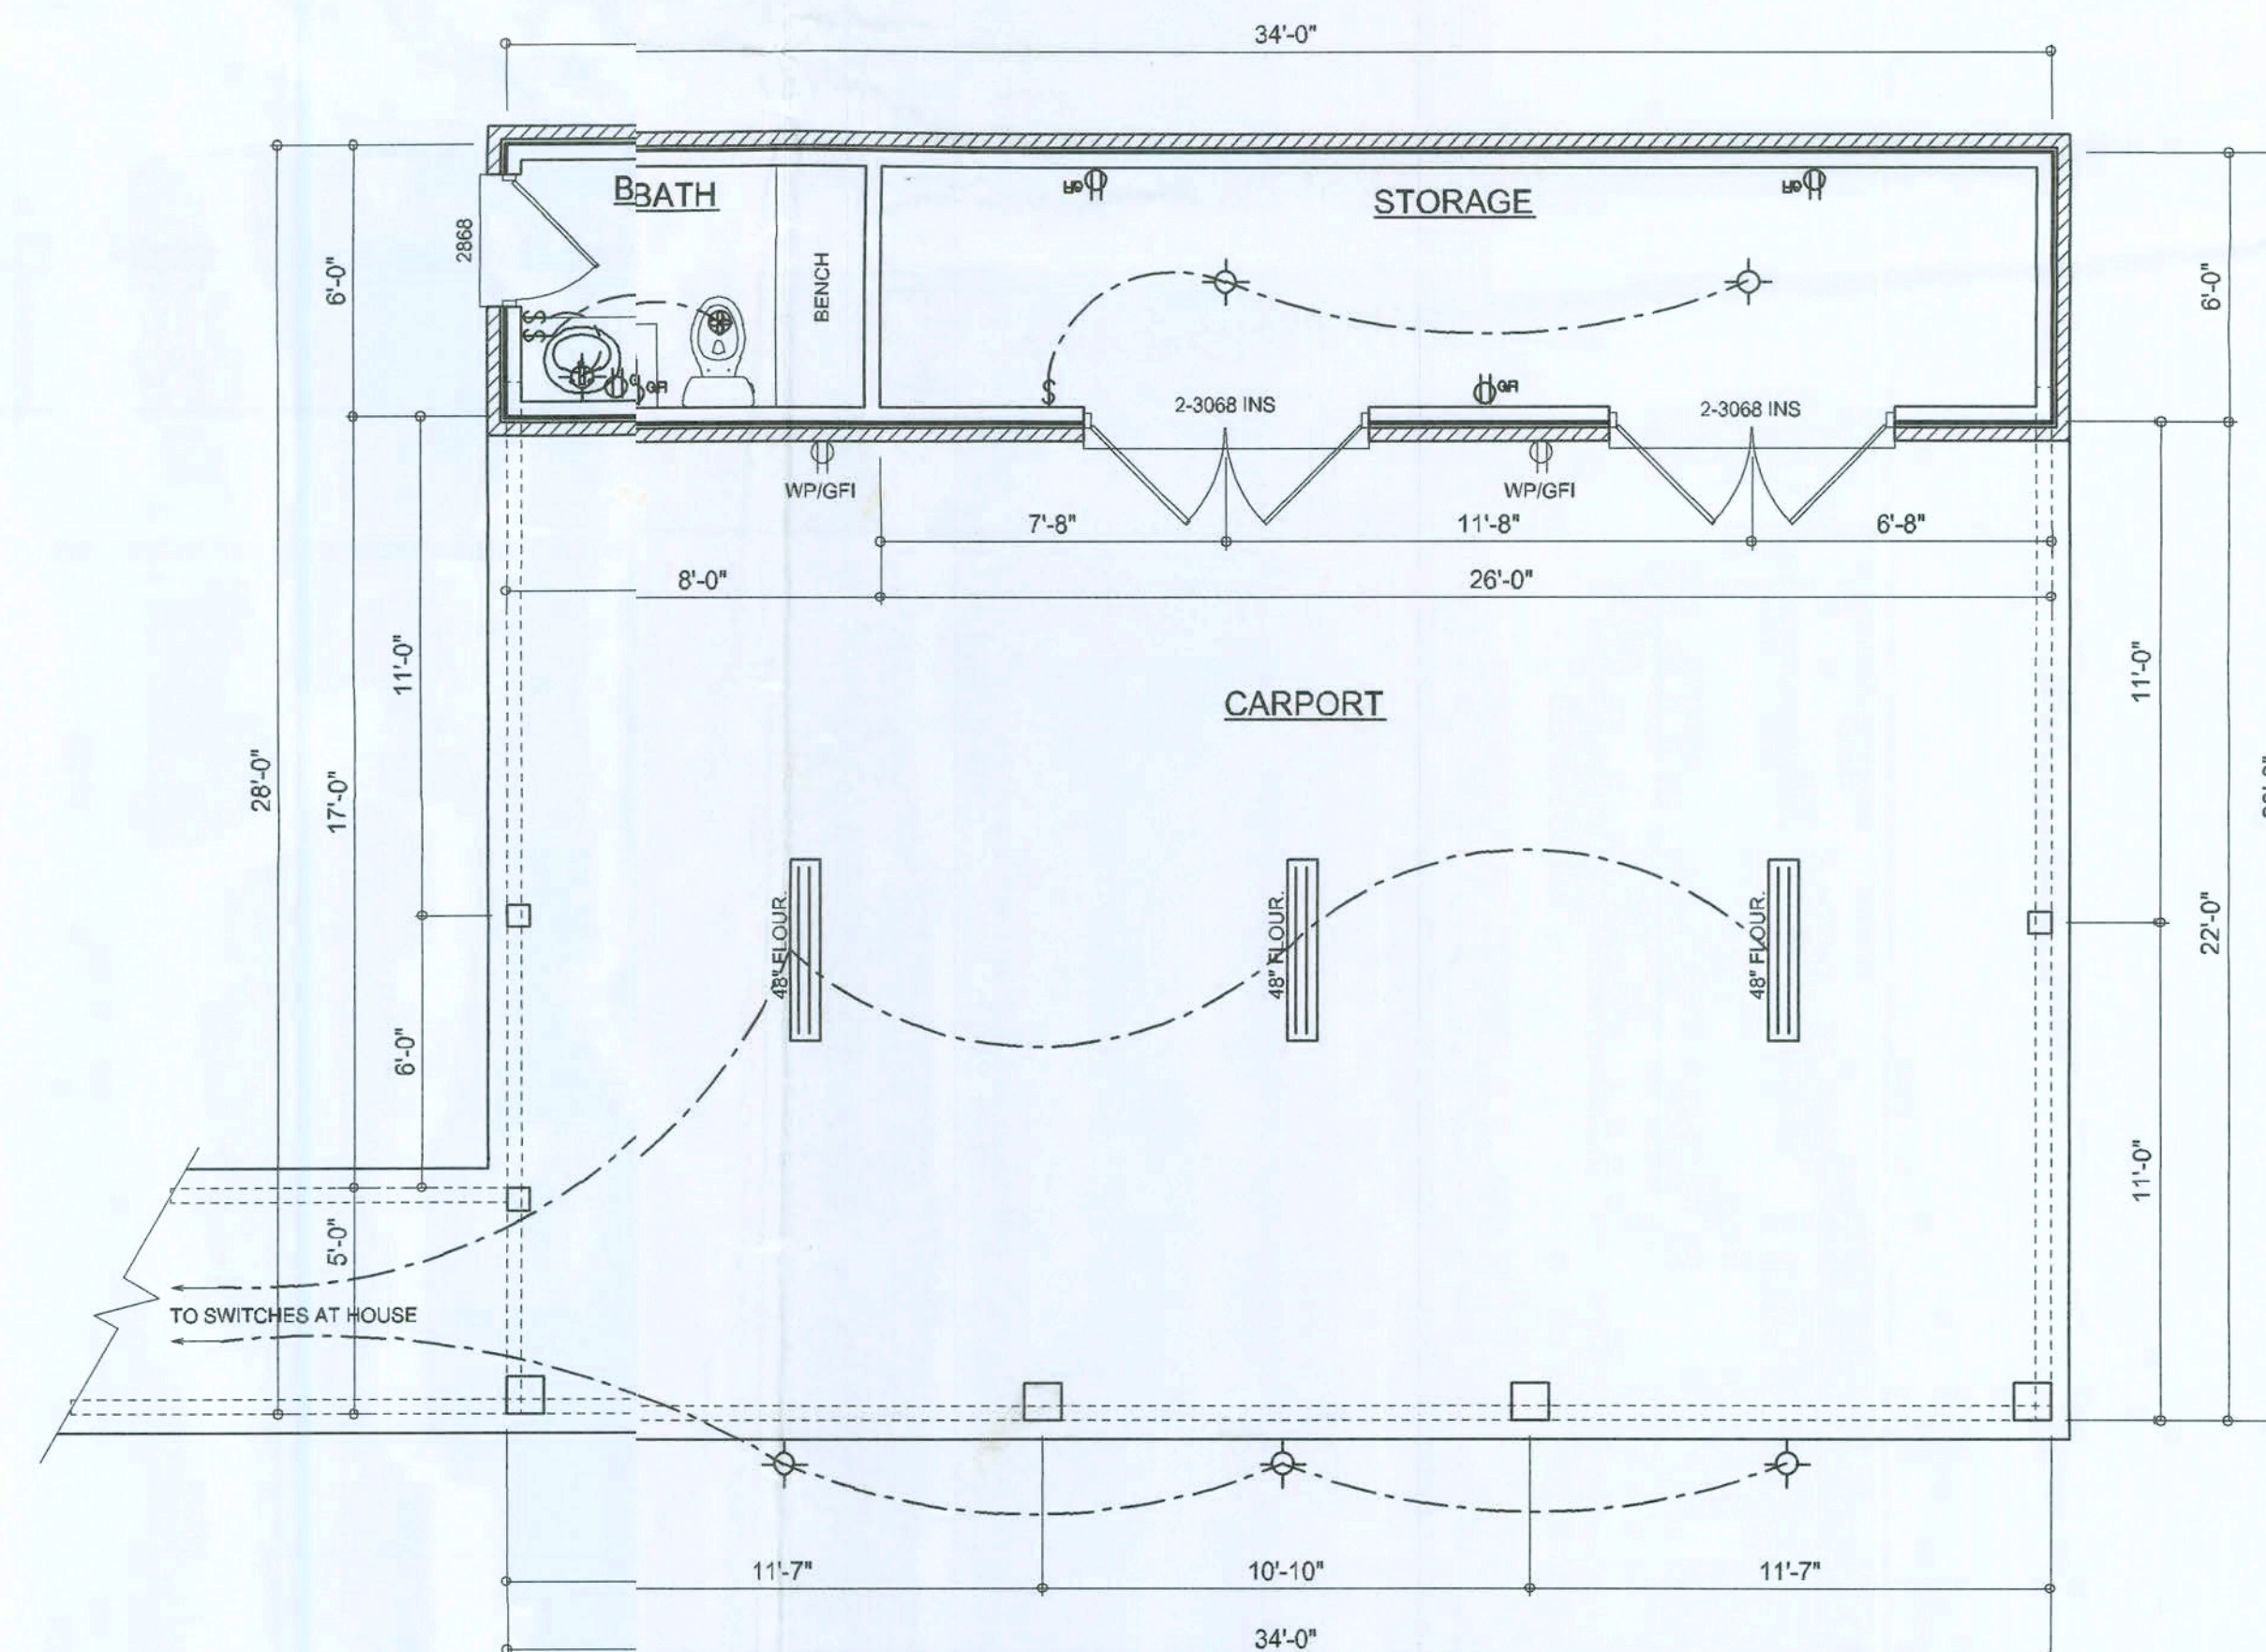 34'-0"
BBATH
STORAGE
GFI
GFI
2868
6'-0"
6'-0"
BENCH
S
S
GFI
S
2-3068 INS
GFI
2-3068 INS
WP/GFI
WP/GFI
7'-8"
11'-8"
6'-8"
8'-0"
26'-0"
11'-0"
11'-0"
CARPORT
28'-0"
17'-0"
48" FLOUR.
48" FLOUR.
48" FLOUR.
22'-0"
6'-0"
11'-0"
5'-0"
TO SWITCHES AT HOUSE
11'-7"
10'-10"
11'-7"
34'-0"